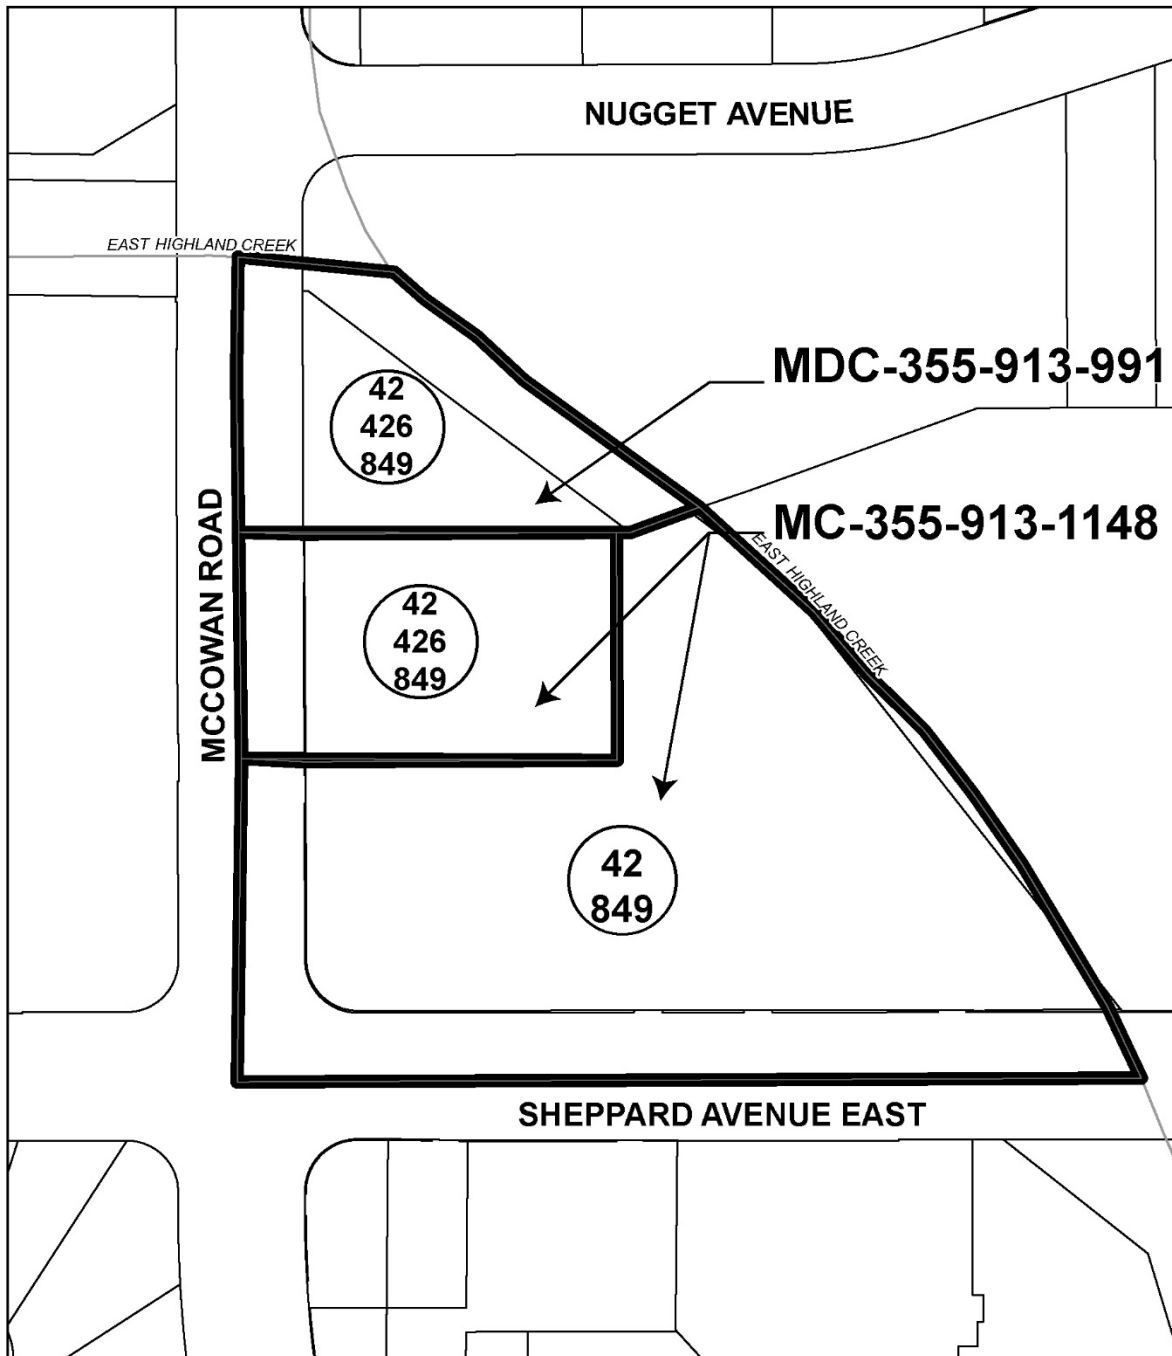 NUGGET AVENUE
EAST HIGHLAND CREEK
MDC-355-913-991
42
426
849
MC-355-913-1148
MCCOWAN ROAD
EAST HIGHLAND CREEK
42
426
849
42
849
SHEPPARD AVENUE EAST